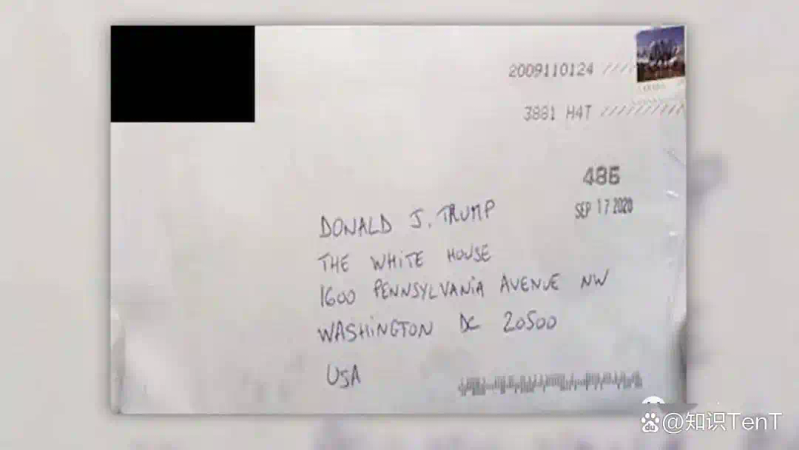 2009110124
3881 H4T
486
SEP 17 2020
DONALD J. TRUMP
THE WHITE HOUSE
1600 PENNSYLVANIA AVENUE NW
WASHINGTON DC 20500
USA
@知识TenT